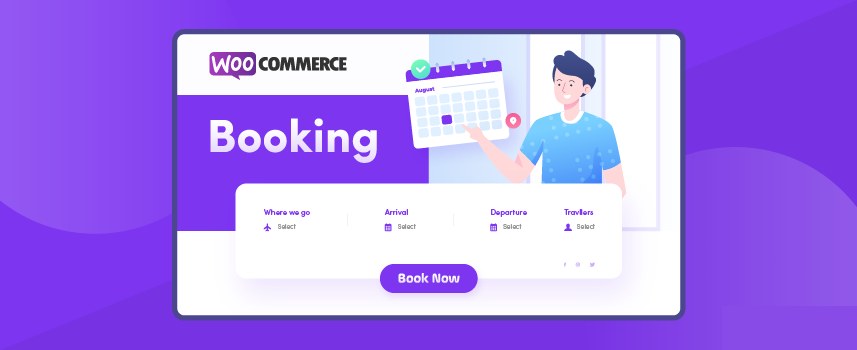 WOO COMMERCE
August
Booking
Where we go Arrival Departure Travllers
Select Select Select Select
Book Now